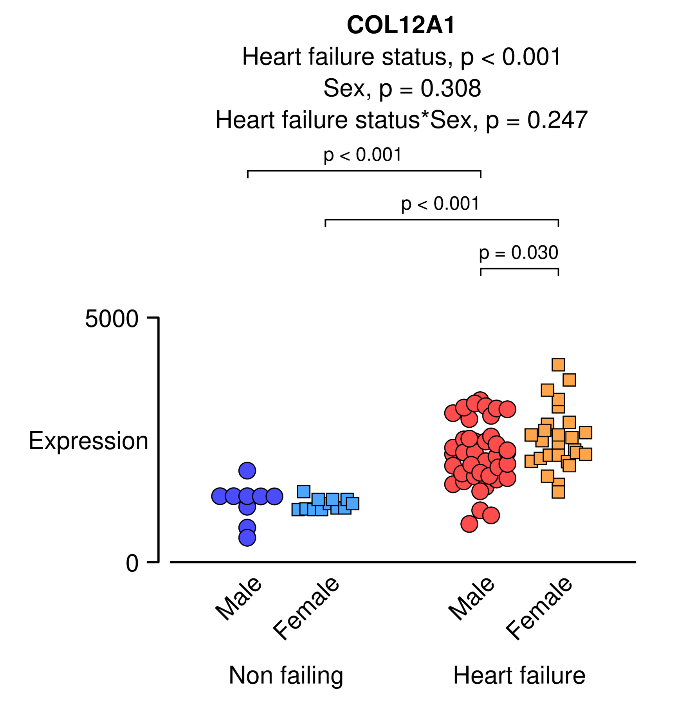 COL12A1
Heart failure status, p < 0.001
Sex, p = 0.308
Heart failure status*Sex, p = 0.247
p < 0.001
p < 0.001
p = 0.030
5000
Expression
0
Male
Female
Male
Female
Non failing
Heart failure